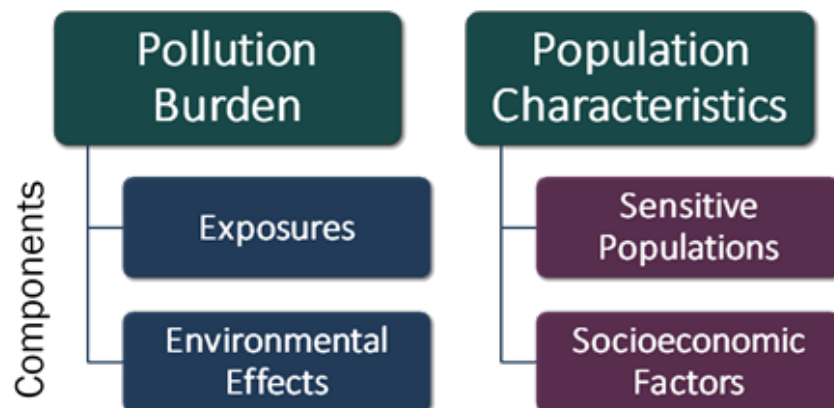 Pollution
Burden
Population
Characteristics
Components
Exposures
Sensitive
Populations
Environmental
Effects
Socioeconomic
Factors